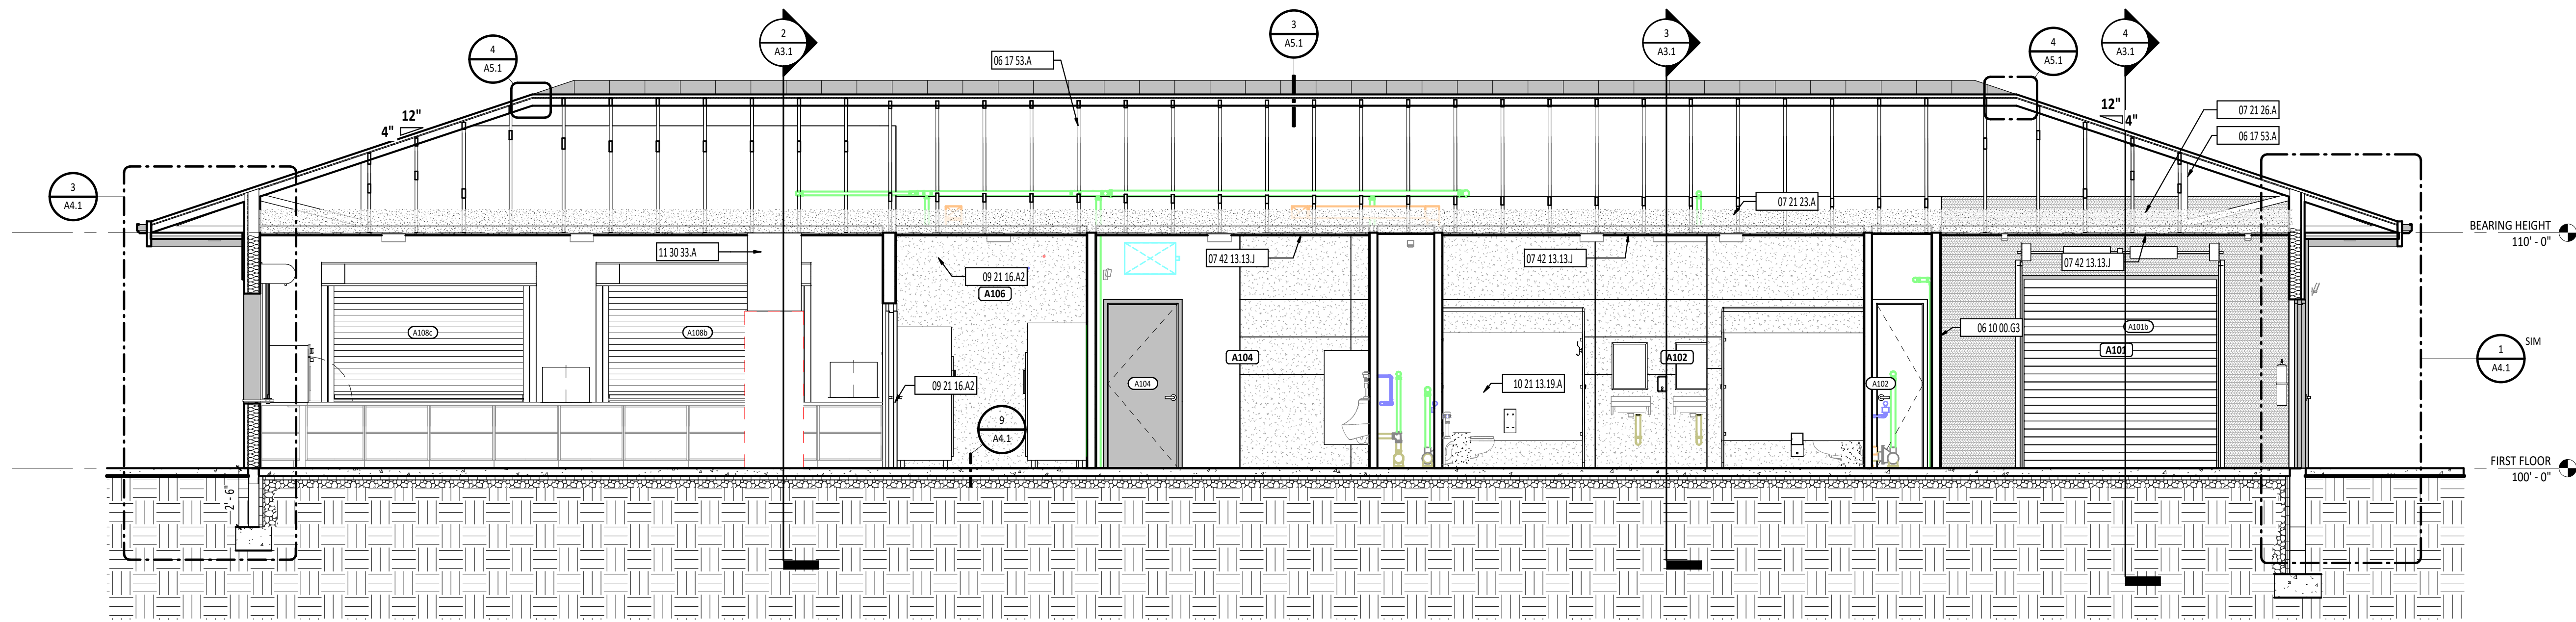 2
A3.1
3
A5.1
3
A3.1
4
A3.1
4
A5.1
4
A5.1
06 17 53.A
12"
4"
12"
4"
07 21 26.A
06 17 53.A
3
A4.1
07 21 23.A
BEARING HEIGHT
110' - 0"
11 30 33.A
07 42 13.13.J
07 42 13.13.J
07 42 13.13.J
09 21 16.A2
A106
A108c
A108b
A101b
06 10 00.G3
A101
SIM
1
A4.1
A104
A102
A104
A102
09 21 16.A2
10 21 13.19.A
9
A4.1
FIRST FLOOR
100' - 0"
2' - 6"